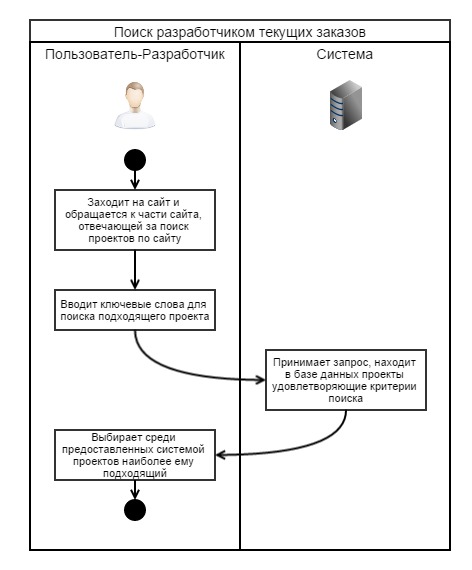 Поиск разработчиком текущих заказов
Пользователь-Разработчик
Система
Заходит на сайт и
обращается к части сайта,
отвечающей за поиск
проектов по сайту
Вводит ключевые слова для
поиска подходящего проекта
Принимает запрос, находит
в базе данных проекты
удовлетворяющие критерии
поиска
Выбирает среди
предоставленных системой
проектов наиболее ему
подходящий